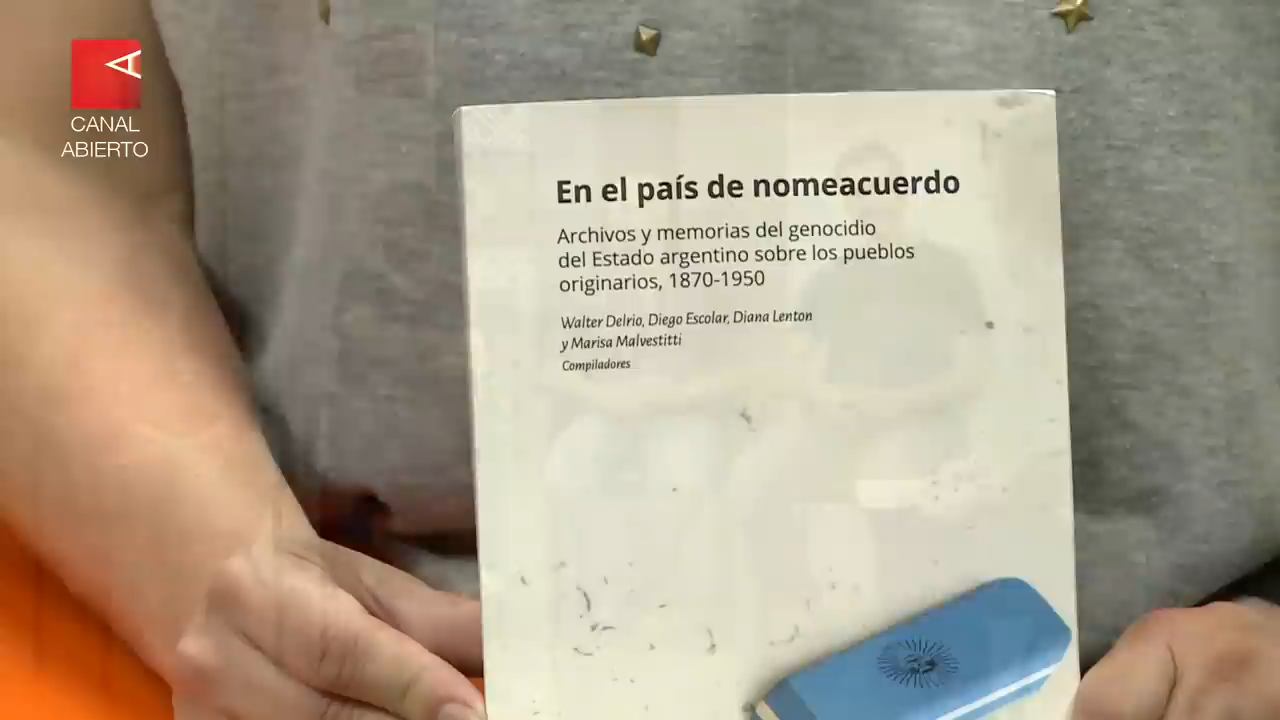 CANAL
ABIERTO
En el país de nomeacuerdo
Archivos y memorias del genocidio
del Estado argentino sobre los pueblos
originarios, 1870-1950
Walter Delrio, Diego Escolar, Diana Lenton
y Marisa Malvestitti
Compiladores